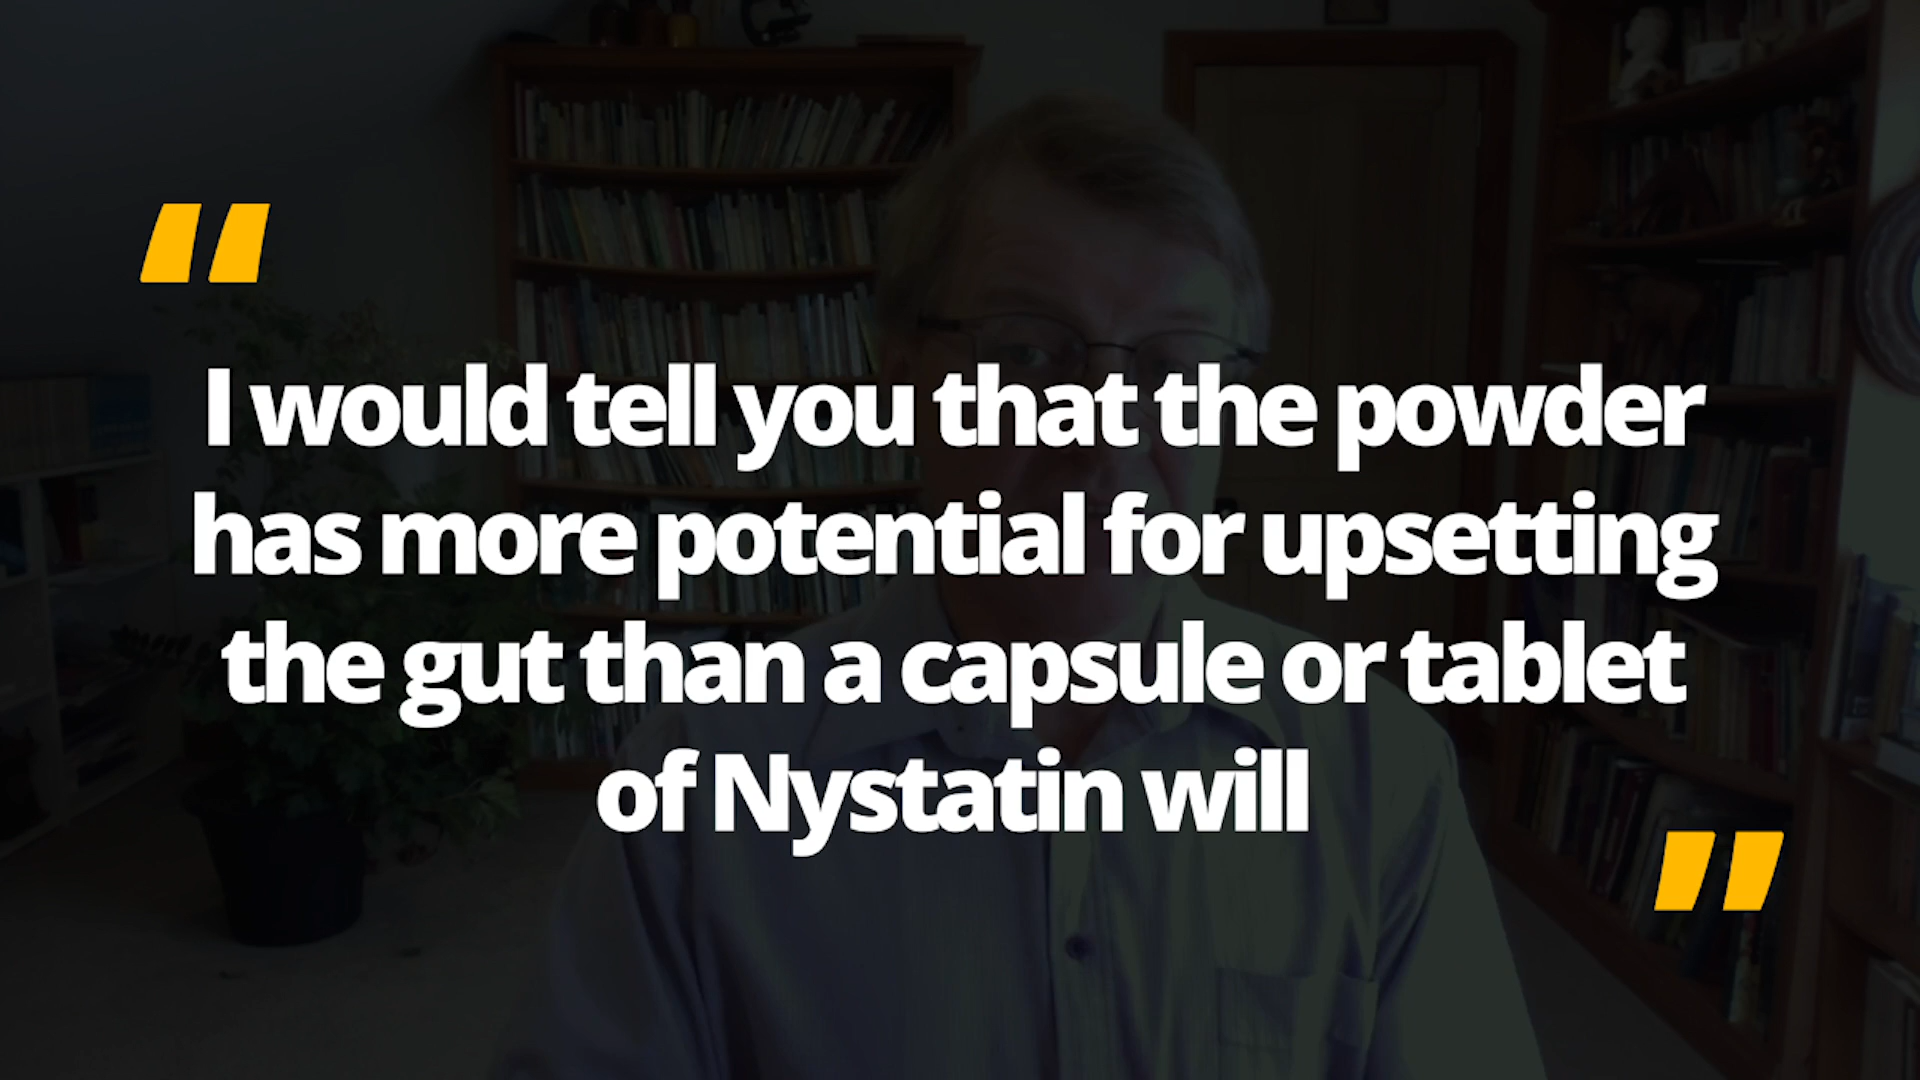 “
I would tell you that the powder
has more potential for upsetting
the gut than a capsule or tablet
of Nystatin will
”